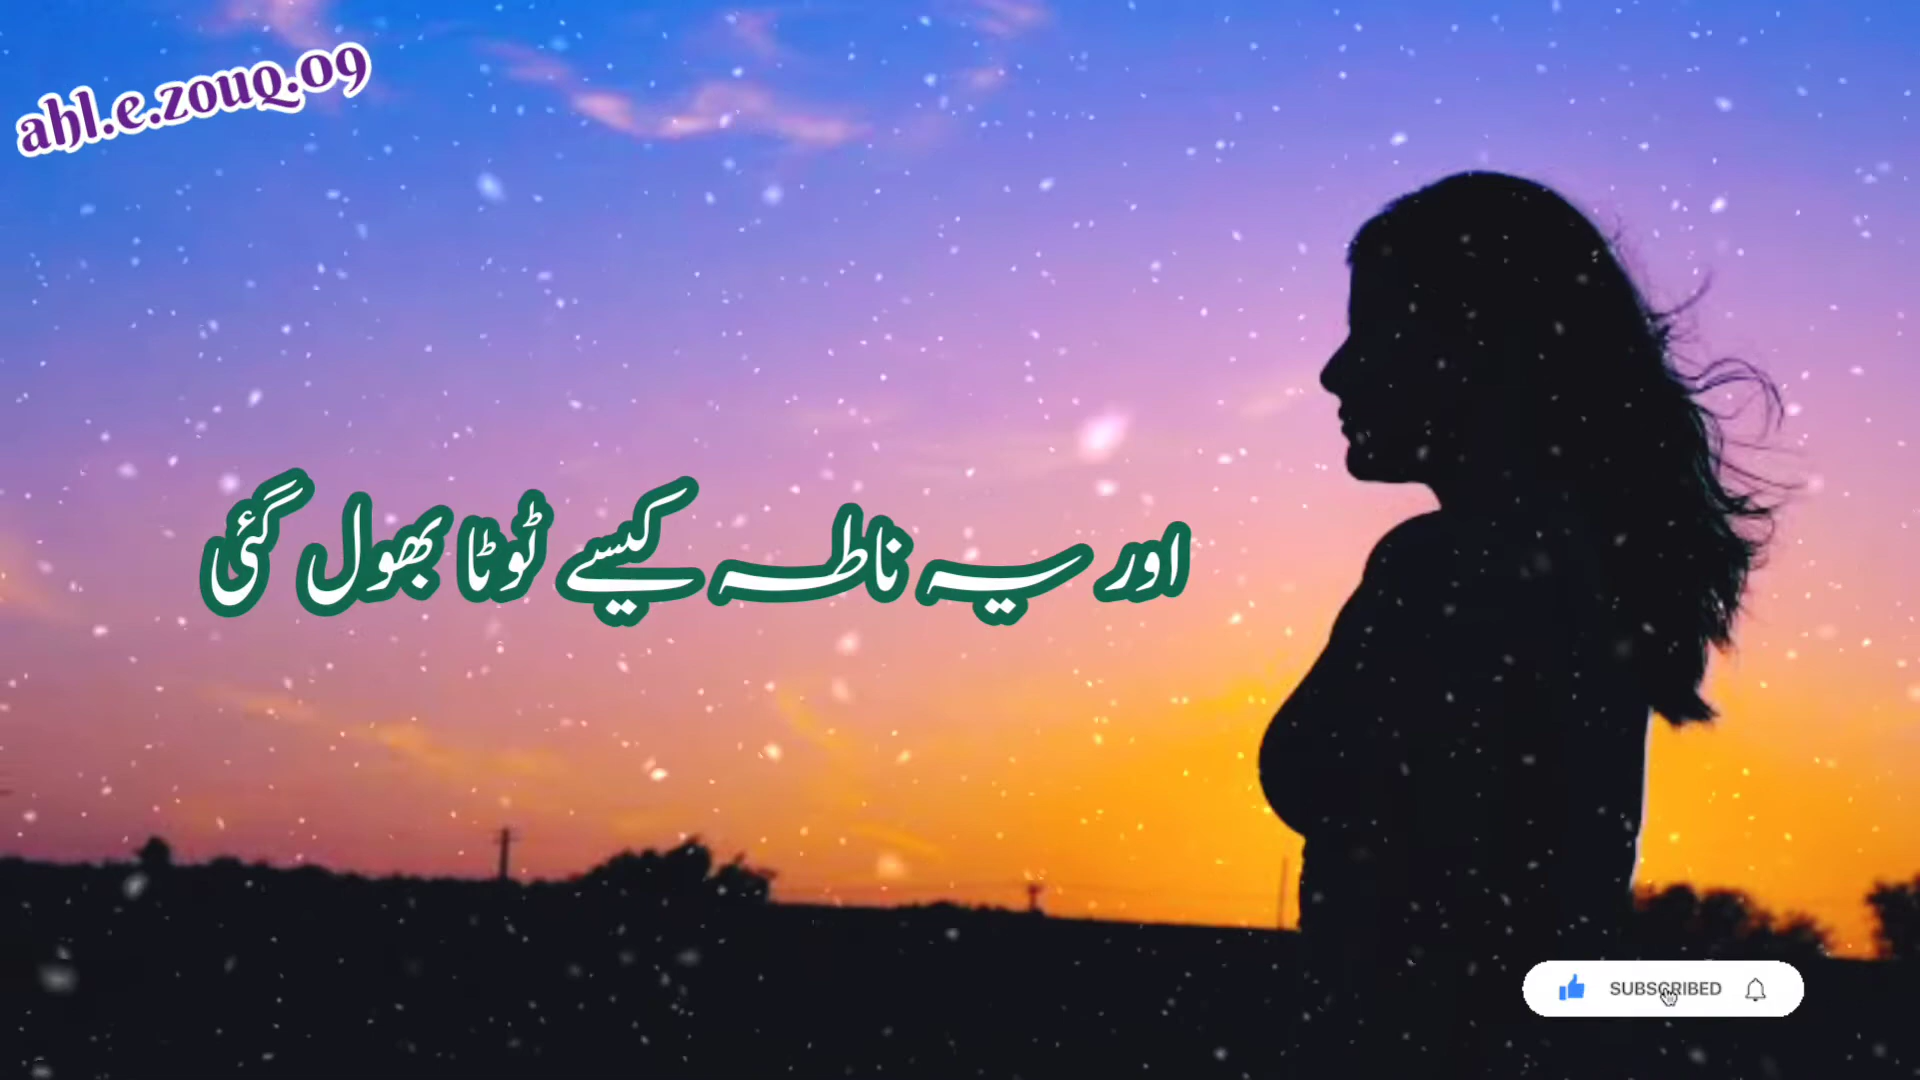 ahl.e.zouq.09
اور یہ ناطہ کیسے ٹوٹا بھول گئی
SUBSCRIBED